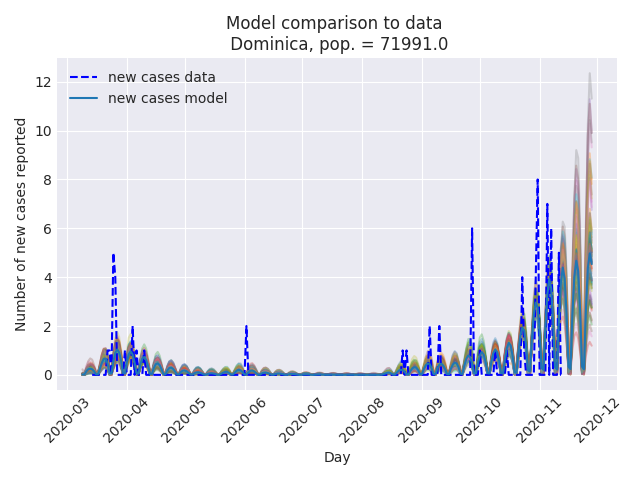 Model comparison to data
Dominica, pop. = 71991.0
new cases data
new cases model
Number of new cases reported
12
10
8
6
4
2
0
2020-03
2020-04
2020-05
2020-06
2020-07
2020-08
2020-09
2020-10
2020-11
2020-12
Day